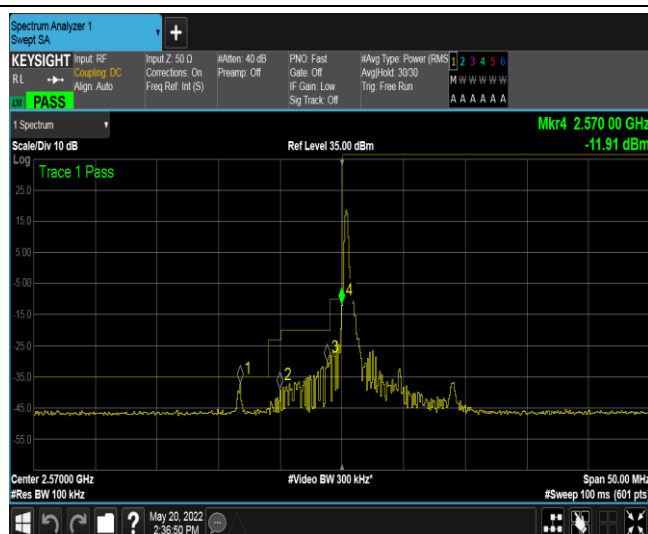 Spectrum Analyzer 1
Swept SA
+
KEYSIGHT
RL
Input: RF
Coupling: DC
Align: Auto
Input Z: 50 Ω
Corrections: On
Freq Ref: Int (S)
#Atten: 40 dB
Preamp: Off
PNO: Fast
Gate: Off
IF Gain: Low
Sig Track: Off
#Avg Type: Power (RMS
Avg|Hold: 30/30
Trig: Free Run
1 2 3 4 5 6
M W W W W W
A A A A A A
PASS
1 Spectrum
Mkr4 2.570 00 GHz
Scale/Div 10 dB
Ref Level 35.00 dBm
-11.91 dBm
Log
Trace 1 Pass
25.0
15.0
5.00
-5.00
-15.0
-25.0
-35.0
-45.0
-55.0
1
2
3
4
Center 2.57000 GHz
#Video BW 300 kHz*
Span 50.00 MHz
#Res BW 100 kHz
#Sweep 100 ms (601 pts)
?
May 20, 2022
2:36:50 PM